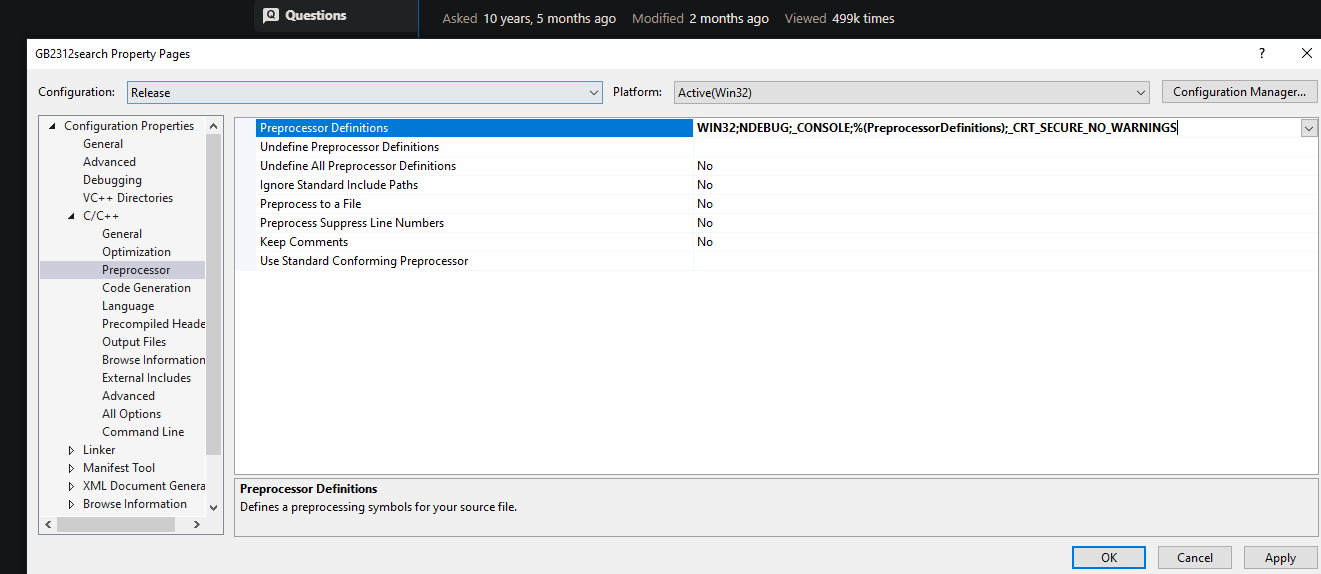 Questions
Asked 10 years, 5 months ago Modified 2 months ago Viewed 499k times
GB2312search Property Pages ?
Configuration: Release Platform: Active(Win32) Configuration Manager...
Configuration Properties
General
Advanced
Debugging
VC++ Directories
C/C++
General
Optimization
Preprocessor
Code Generation
Language
Precompiled Heade
Output Files
Browse Information
External Includes
Advanced
All Options
Command Line
Linker
Manifest Tool
XML Document Genera
Browse Information
Preprocessor Definitions WIN32;NDEBUG;_CONSOLE;%(PreprocessorDefinitions);_CRT_SECURE_NO_WARNINGS
Undefine Preprocessor Definitions
Undefine All Preprocessor Definitions No
Ignore Standard Include Paths No
Preprocess to a File No
Preprocess Suppress Line Numbers No
Keep Comments No
Use Standard Conforming Preprocessor
Preprocessor Definitions
Defines a preprocessing symbols for your source file.
OK Cancel Apply